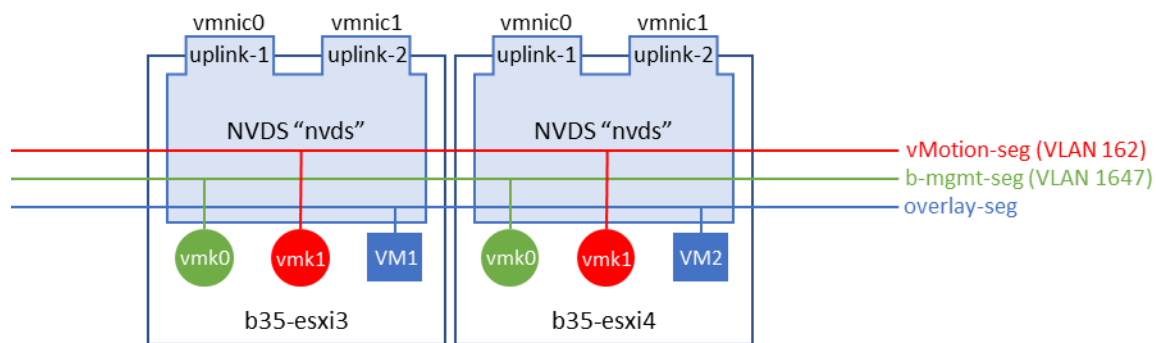 vmnic0 vmnic1 vmnic0 vmnic1
uplink-1 uplink-2 uplink-1 uplink-2
NVDS “nvds” NVDS “nvds”
vMotion-seg (VLAN 162)
b-mgmt-seg (VLAN 1647)
overlay-seg
vmk0 vmk1 VM1 vmk0 vmk1 VM2
b35-esxi3 b35-esxi4